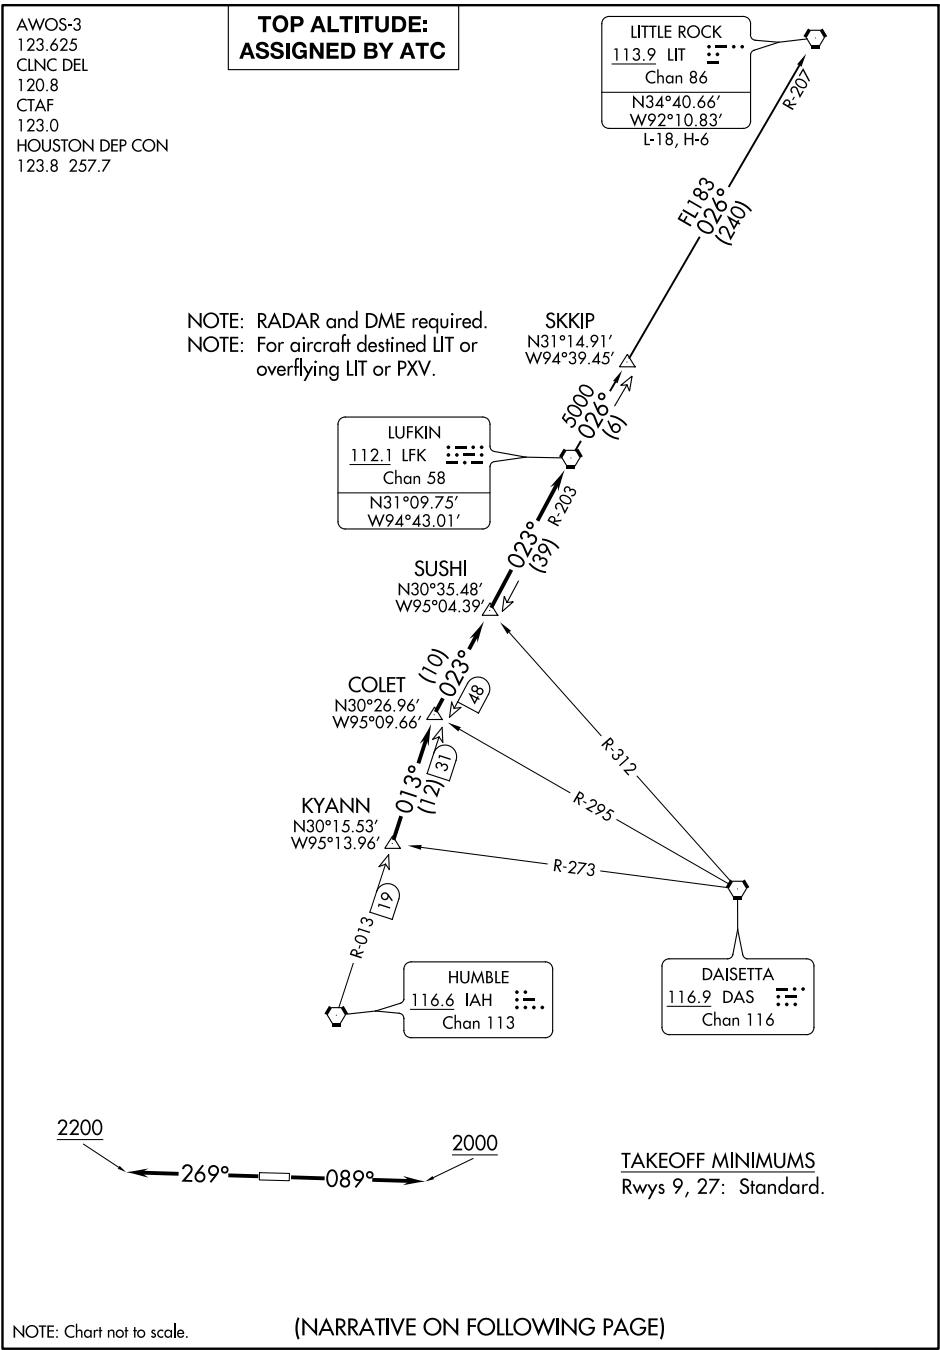 AWOS-3
123.625
CLNC DEL
120.8
CTAF
123.0
HOUSTON DEP CON
123.8 257.7
TOP ALTITUDE:
ASSIGNED BY ATC
LITTLE ROCK
113.9 LIT
Chan 86
N34°40.66′
W92°10.83′
L-18, H-6
R-207
FL183
026°
(240)
NOTE: RADAR and DME required.
NOTE: For aircraft destined LIT or
overflying LIT or PXV.
SKKIP
N31°14.91′
W94°39.45′
5000
026°
(6)
LUFKIN
112.1 LFK
Chan 58
N31°09.75′
W94°43.01′
R-203
023°
(39)
SUSHI
N30°35.48′
W95°04.39′
(10)
023°
48
COLET
N30°26.96′
W95°09.66′
013°
(12)
31
KYANN
N30°15.53′
W95°13.96′
R-312
R-295
R-273
19
R-013
HUMBLE
116.6 IAH
Chan 113
DAISETTA
116.9 DAS
Chan 116
2200
269°
089°
2000
TAKEOFF MINIMUMS
Rwys 9, 27: Standard.
NOTE: Chart not to scale.
(NARRATIVE ON FOLLOWING PAGE)